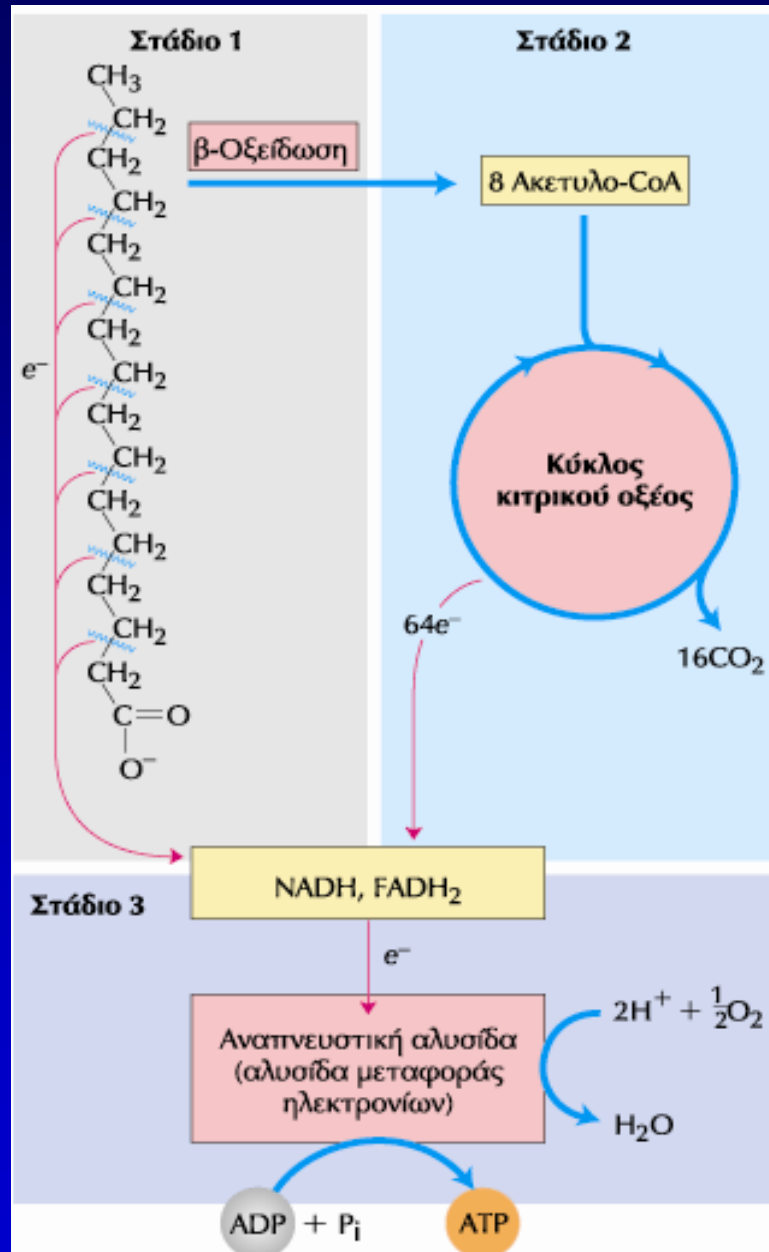 Στάδιο 1
CH₃
CH₂
CH₂
CH₂
CH₂
CH₂
CH₂
CH₂
CH₂
CH₂
CH₂
CH₂
CH₂
CH₂
CH₂
C=O
O⁻
e⁻
β-Οξείδωση
Στάδιο 2
8 Ακετυλο-CoA
Κύκλος
κιτρικού οξέος
64e⁻
16CO₂
NADH, FADH₂
Στάδιο 3
e⁻
Αναπνευστική αλυσίδα
(αλυσίδα μεταφοράς
ηλεκτρονίων)
2H⁺ + ½O₂
H₂O
ADP + Pi
ATP